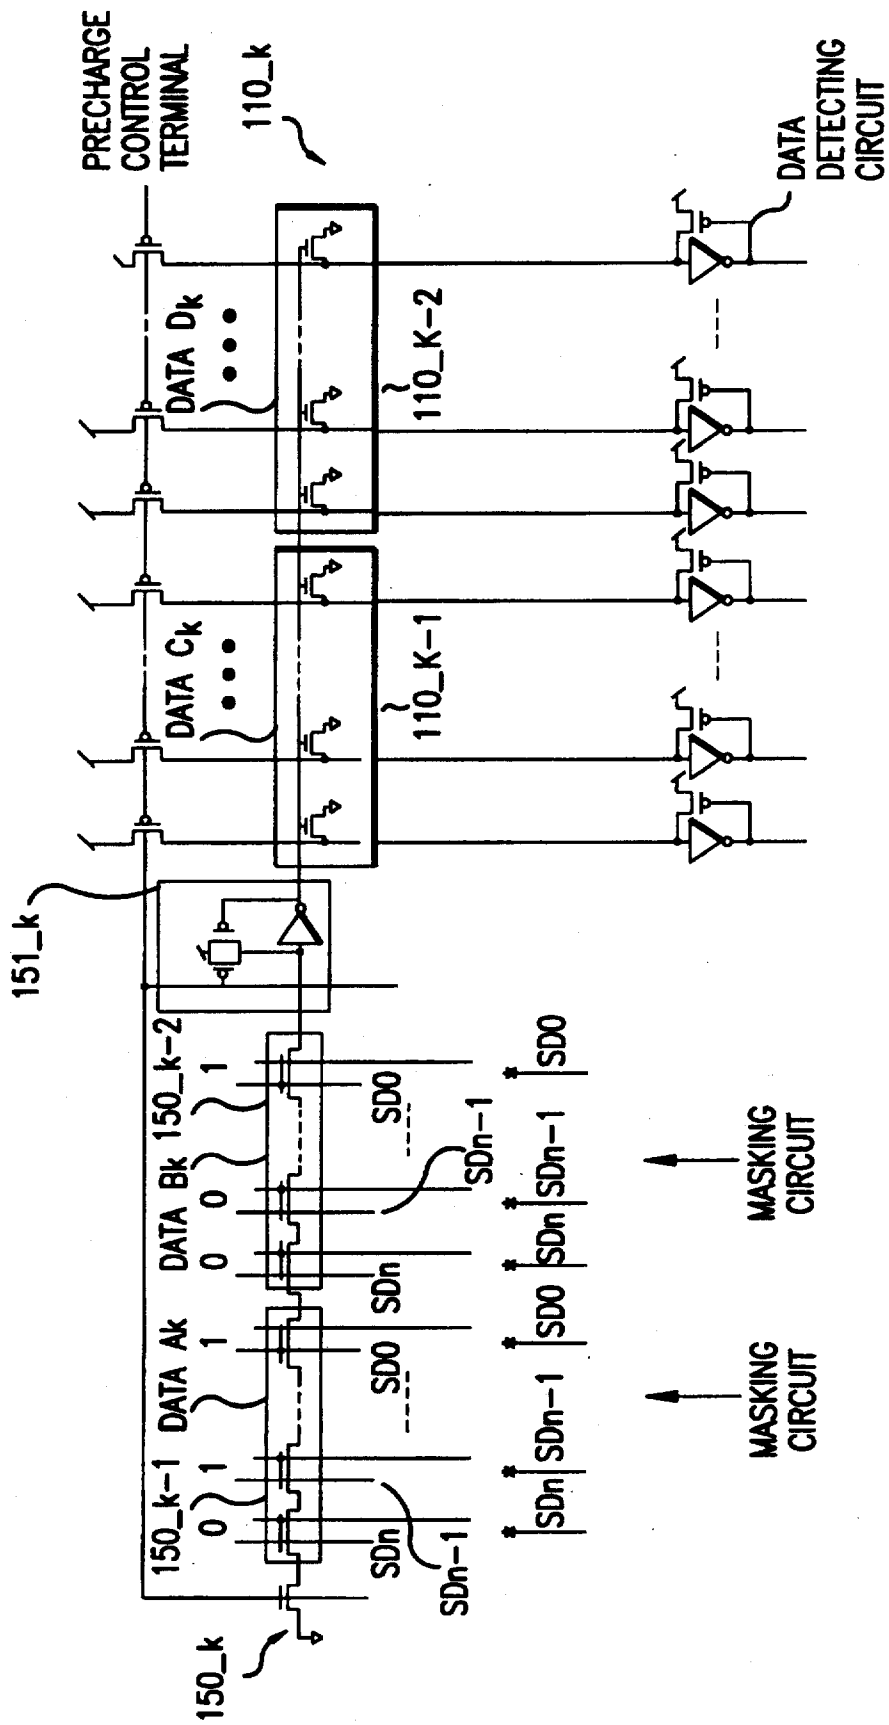 PRECHARGE
CONTROL
TERMINAL
110_k
151_k
DATA Ck
DATA Dk
150_k-1
DATA Ak
DATA Bk
150_k-2
0
1
1
0
0
1
150_k
SDn
SDn-1
SD0
SDn
SDn-1
SD0
110_K-1
110_K-2
*SDn
*SDn-1
*SD0
*SDn
*SDn-1
*SD0
MASKING
CIRCUIT
MASKING
CIRCUIT
DATA
DETECTING
CIRCUIT